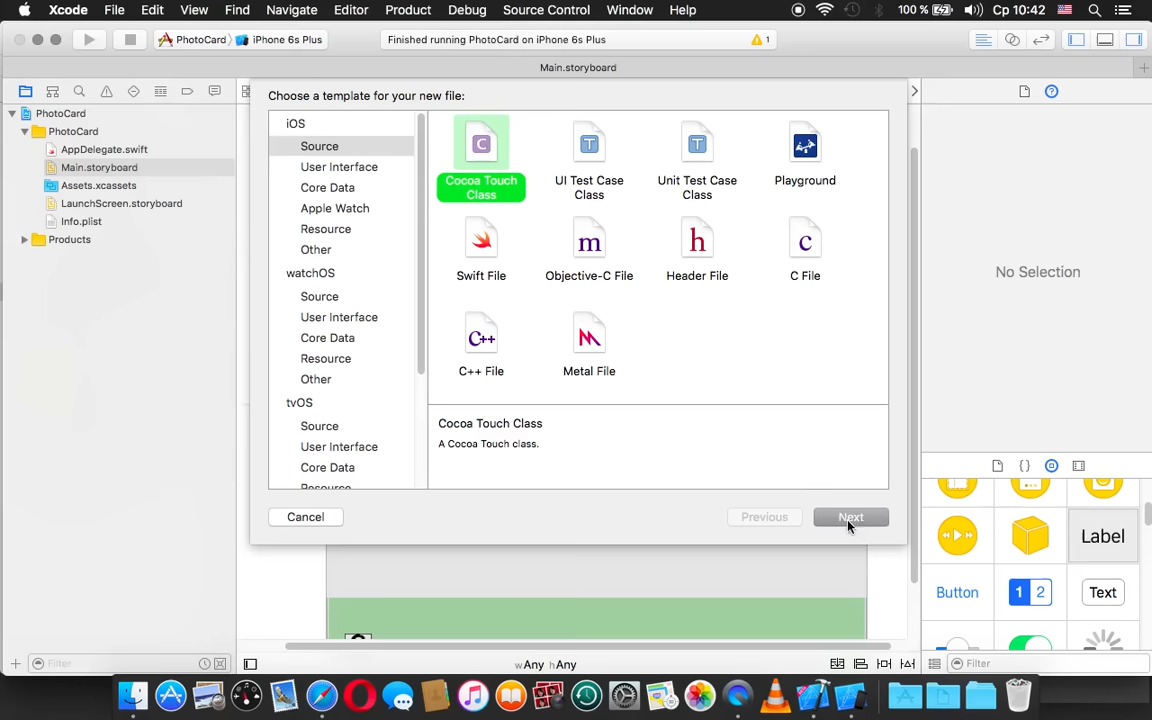 Xcode File Edit View Find Navigate Editor Product Debug Source Control Window Help 100 % Ср 10:42
PhotoCard iPhone 6s Plus Finished running PhotoCard on iPhone 6s Plus 1
Main.storyboard
Choose a template for your new file:
PhotoCard
PhotoCard
AppDelegate.swift
Main.storyboard
Assets.xcassets
LaunchScreen.storyboard
Info.plist
Products
iOS
Source
User Interface
Core Data
Apple Watch
Resource
Other
watchOS
Source
User Interface
Core Data
Resource
Other
tvOS
Source
User Interface
Core Data
Resource
C T T
Cocoa Touch Class UI Test Case Class Unit Test Case Class Playground
m h c
Swift File Objective-C File Header File C File
C++
C++ File Metal File
Cocoa Touch Class
A Cocoa Touch class.
Cancel Previous Next
No Selection
Label
Button 1 2 Text
Filter
wAny hAny
Filter